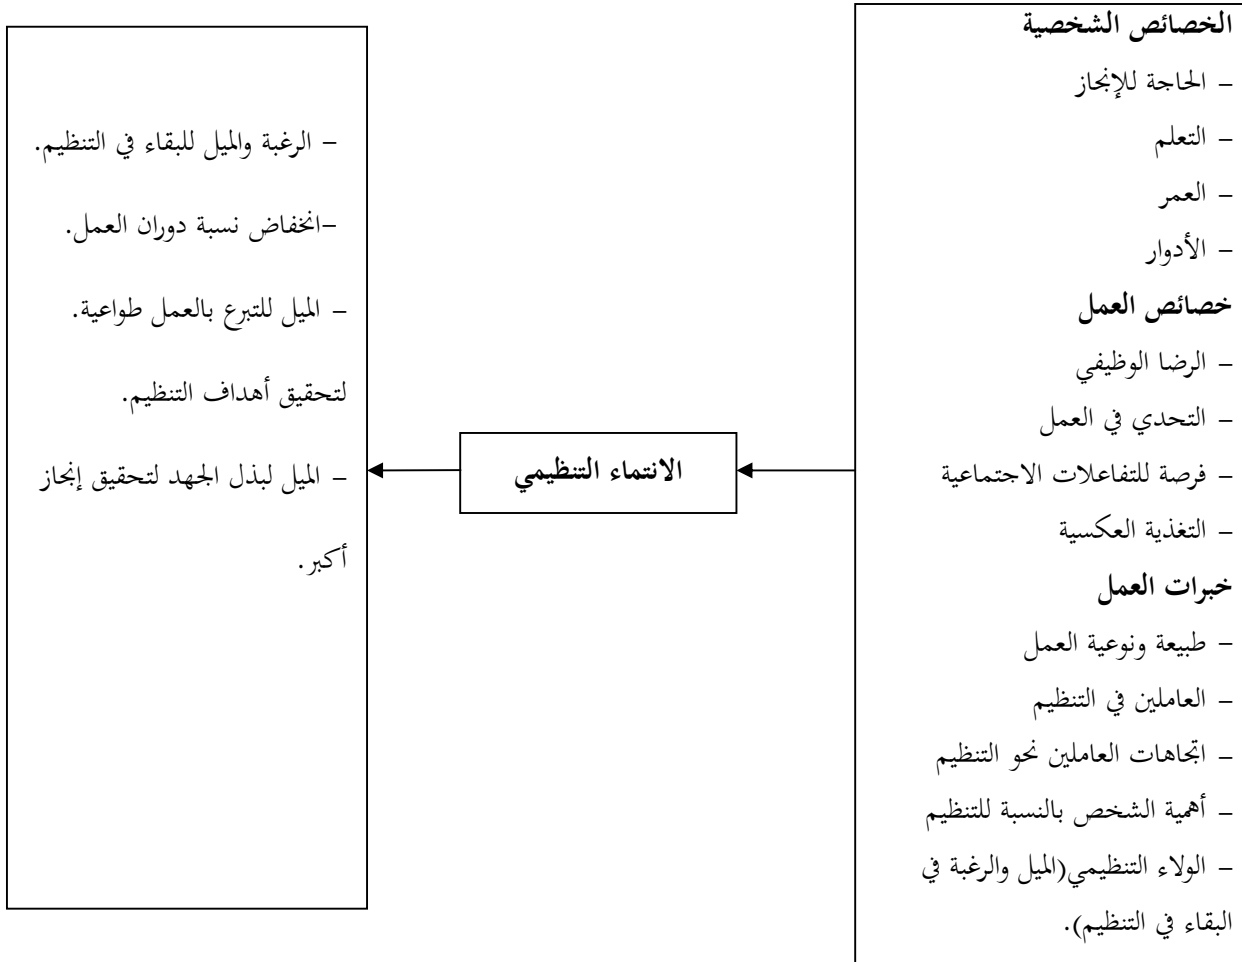 الخصائص الشخصية
– الحاجة للإنجاز
– التعلم
– العمر
– الأدوار
خصائص العمل
– الرضا الوظيفي
– التحدي في العمل
– فرصة للتفاعلات الاجتماعية
– التغذية العكسية
خبرات العمل
– طبيعة ونوعية العمل
– العاملين في التنظيم
– اتجاهات العاملين نحو التنظيم
– أهمية الشخص بالنسبة للتنظيم
– الولاء التنظيمي(الميل والرغبة في
البقاء في التنظيم).
الانتماء التنظيمي
– الرغبة والميل للبقاء في التنظيم.
–انخفاض نسبة دوران العمل.
– الميل للتبرع بالعمل طواعية.
لتحقيق أهداف التنظيم.
– الميل لبذل الجهد لتحقيق إنجاز
أكبر.